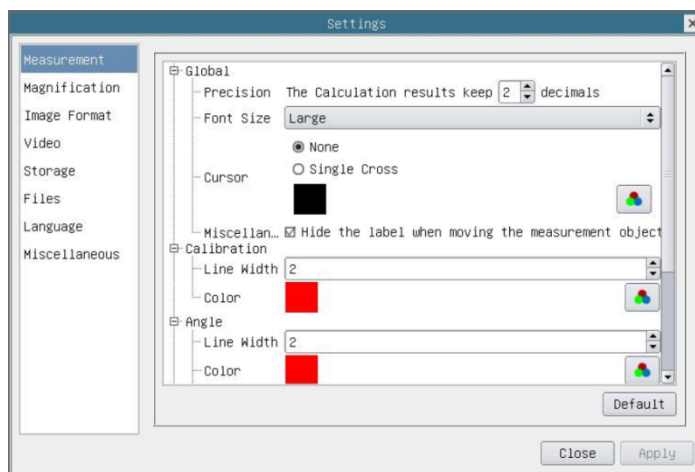 Settings
Measurement
Magnification
Image Format
Video
Storage
Files
Language
Miscellaneous
Global
Precision The Calculation results keep 2 decimals
Font Size Large
None
Single Cross
Cursor
Miscellan... Hide the label when moving the measurement object
Calibration
Line Width 2
Color
Angle
Line Width 2
Color
Default
Close Apply